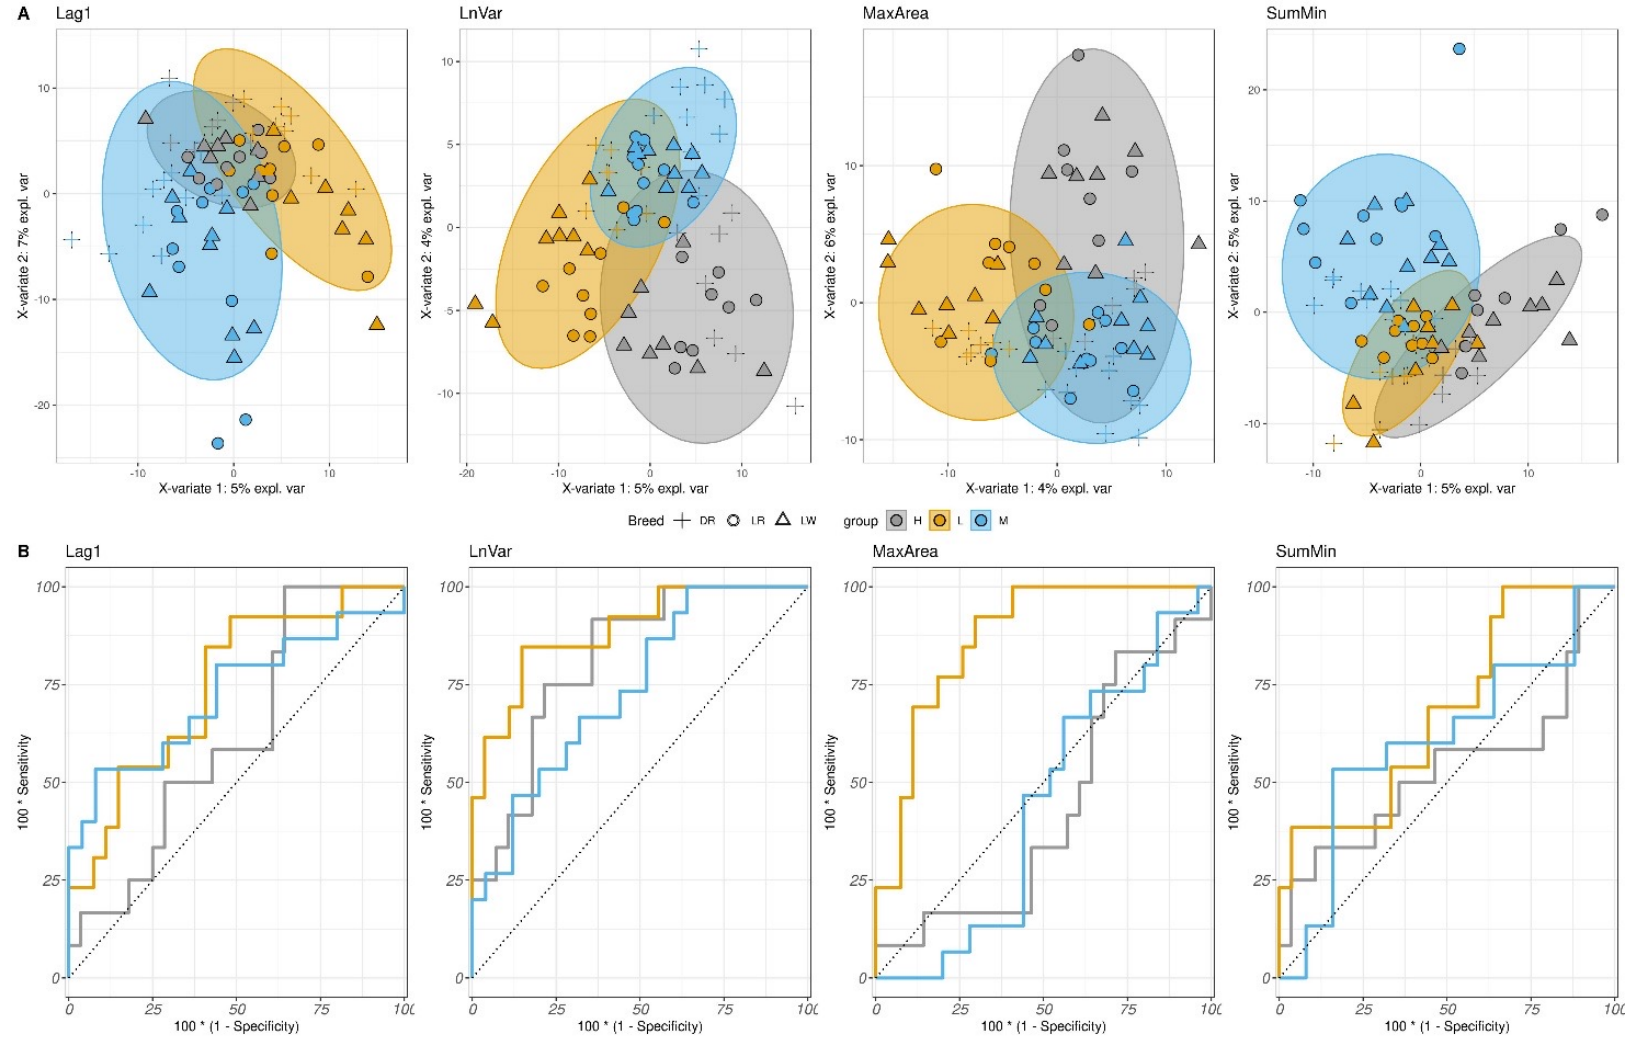 A
Lag1
LnVar
MaxArea
SumMin
X-variate 2: 7% expl. var
10
0
-10
-20
-10
0
10
X-variate 1: 5% expl. var
X-variate 2: 4% expl. var
10
5
0
-5
-10
-20
-10
0
10
X-variate 1: 5% expl. var
X-variate 2: 6% expl. var
10
0
-10
-10
0
10
X-variate 1: 4% expl. var
X-variate 2: 5% expl. var
20
10
0
-10
-10
0
10
X-variate 1: 5% expl. var
Breed DR LR LW group H L M
B
Lag1
LnVar
MaxArea
SumMin
100 * Sensitivity
100
75
50
25
0
0 25 50 75 100
100 * (1 - Specificity)
100 * Sensitivity
100
75
50
25
0
0 25 50 75 100
100 * (1 - Specificity)
100 * Sensitivity
100
75
50
25
0
0 25 50 75 100
100 * (1 - Specificity)
100 * Sensitivity
100
75
50
25
0
0 25 50 75 100
100 * (1 - Specificity)